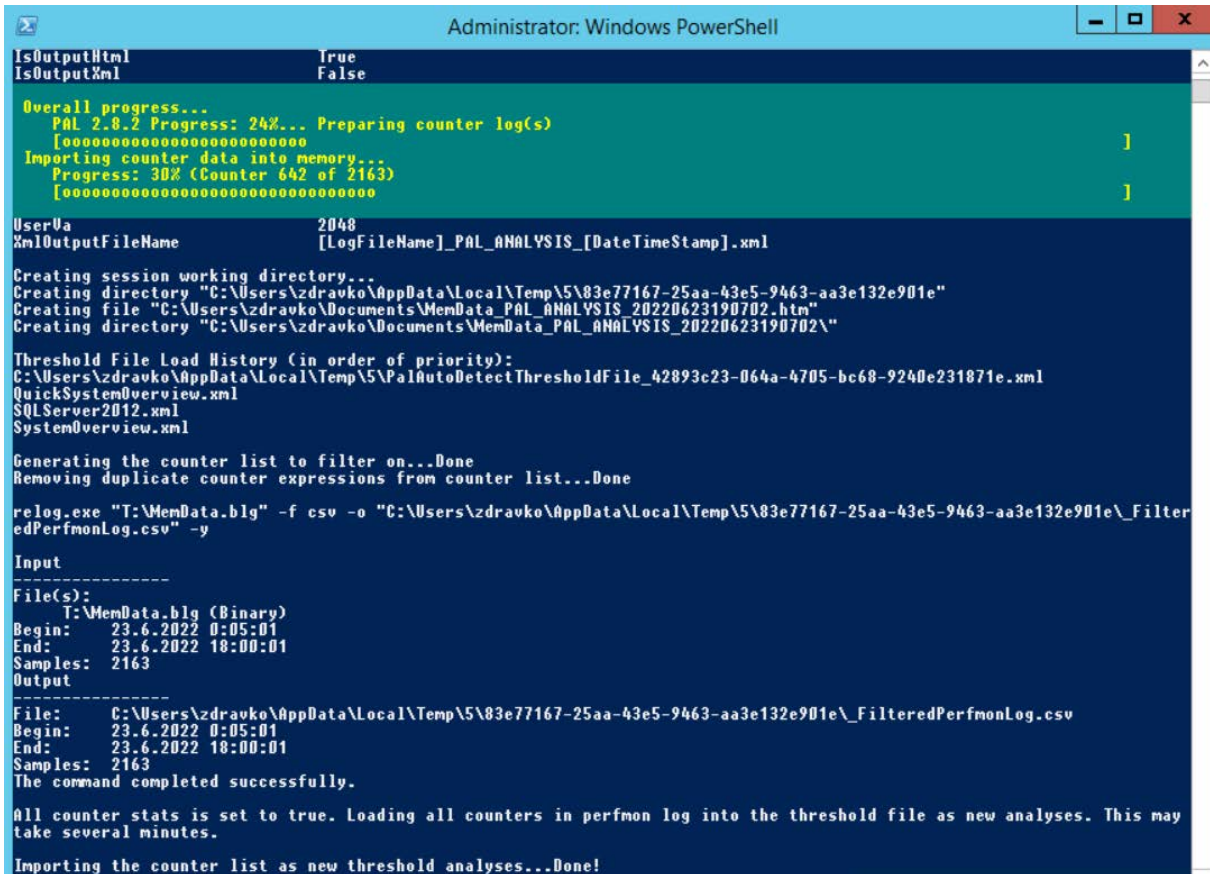 Administrator: Windows PowerShell
IsOutputHtml True
IsOutputXml False
Overall progress...
PAL 2.8.2 Progress: 24%... Preparing counter log(s)
[ooooooooooooooooooooooooo ]
Importing counter data into memory...
Progress: 30% (Counter 642 of 2163)
[oooooooooooooooooooooooooooooooo ]
UserVa 2048
XmlOutputFileName [LogFileName]_PAL_ANALYSIS_[DateTimeStamp].xml
Creating session working directory...
Creating directory "C:\Users\zdravko\AppData\Local\Temp\5\83e77167-25aa-43e5-9463-aa3e132e901e"
Creating file "C:\Users\zdravko\Documents\MemData_PAL_ANALYSIS_20220623190702.htm"
Creating directory "C:\Users\zdravko\Documents\MemData_PAL_ANALYSIS_20220623190702\"
Threshold File Load History (in order of priority):
C:\Users\zdravko\AppData\Local\Temp\5\PalAutoDetectThresholdFile_42893c23-064a-4705-bc68-9240e231871e.xml
QuickSystemOverview.xml
SQLServer2012.xml
SystemOverview.xml
Generating the counter list to filter on...Done
Removing duplicate counter expressions from counter list...Done
relog.exe "T:\MemData.blg" -f csv -o "C:\Users\zdravko\AppData\Local\Temp\5\83e77167-25aa-43e5-9463-aa3e132e901e\_Filter
edPerfmonLog.csv" -y
Input
----------------
File(s):
T:\MemData.blg (Binary)
Begin: 23.6.2022 0:05:01
End: 23.6.2022 18:00:01
Samples: 2163
Output
----------------
File: C:\Users\zdravko\AppData\Local\Temp\5\83e77167-25aa-43e5-9463-aa3e132e901e\_FilteredPerfmonLog.csv
Begin: 23.6.2022 0:05:01
End: 23.6.2022 18:00:01
Samples: 2163
The command completed successfully.
All counter stats is set to true. Loading all counters in perfmon log into the threshold file as new analyses. This may
take several minutes.
Importing the counter list as new threshold analyses...Done!